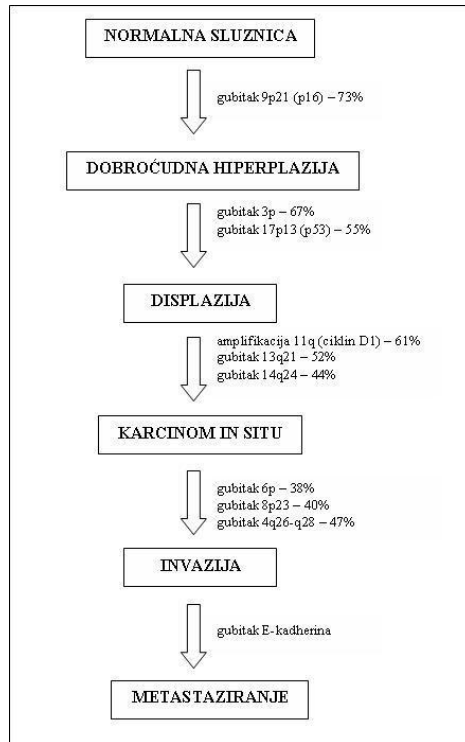 NORMALNA SLUZNICA
gubitak 9p21 (p16) – 73%
DOBROĆUDNA HIPERPLAZIJA
gubitak 3p – 67%
gubitak 17p13 (p53) – 55%
DISPLAZIJA
amplifikacija 11q (ciklin D1) – 61%
gubitak 13q21 – 52%
gubitak 14q24 – 44%
KARCINOM IN SITU
gubitak 6p – 38%
gubitak 8p23 – 40%
gubitak 4q26-q28 – 47%
INVAZIJA
gubitak E-kadherina
METASTAZIRANJE